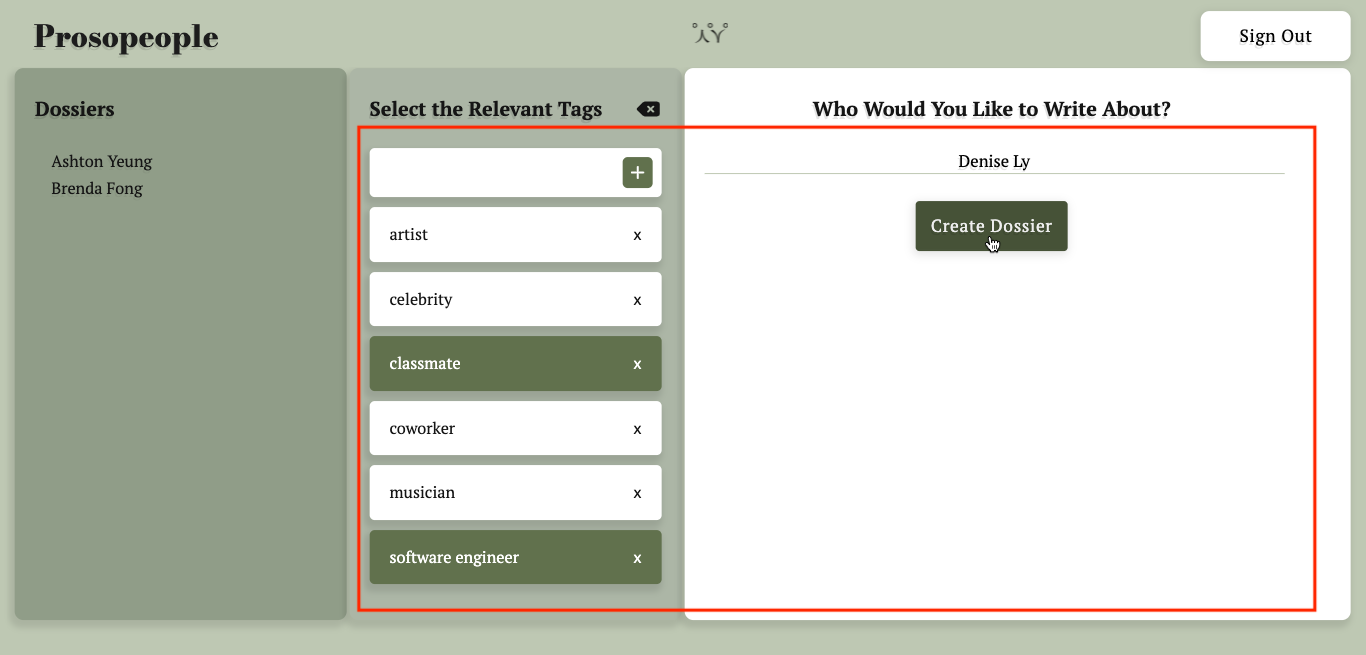 Prosopeople
Sign Out
Dossiers
Ashton Yeung
Brenda Fong
Select the Relevant Tags
+
artist x
celebrity x
classmate x
coworker x
musician x
software engineer x
Who Would You Like to Write About?
Denise Ly
Create Dossier